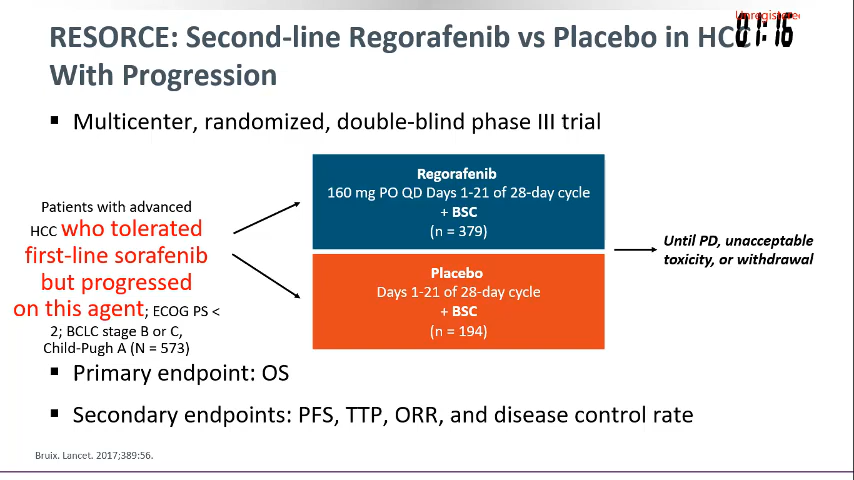 Unregistered
01:16
RESORCE: Second-line Regorafenib vs Placebo in HCC
With Progression
▪ Multicenter, randomized, double-blind phase III trial
Patients with advanced
HCC who tolerated
first-line sorafenib
but progressed
on this agent; ECOG PS <
2; BCLC stage B or C,
Child-Pugh A (N = 573)
Regorafenib
160 mg PO QD Days 1-21 of 28-day cycle
+ BSC
(n = 379)
Placebo
Days 1-21 of 28-day cycle
+ BSC
(n = 194)
Until PD, unacceptable
toxicity, or withdrawal
▪ Primary endpoint: OS
▪ Secondary endpoints: PFS, TTP, ORR, and disease control rate
Bruix. Lancet. 2017;389:56.